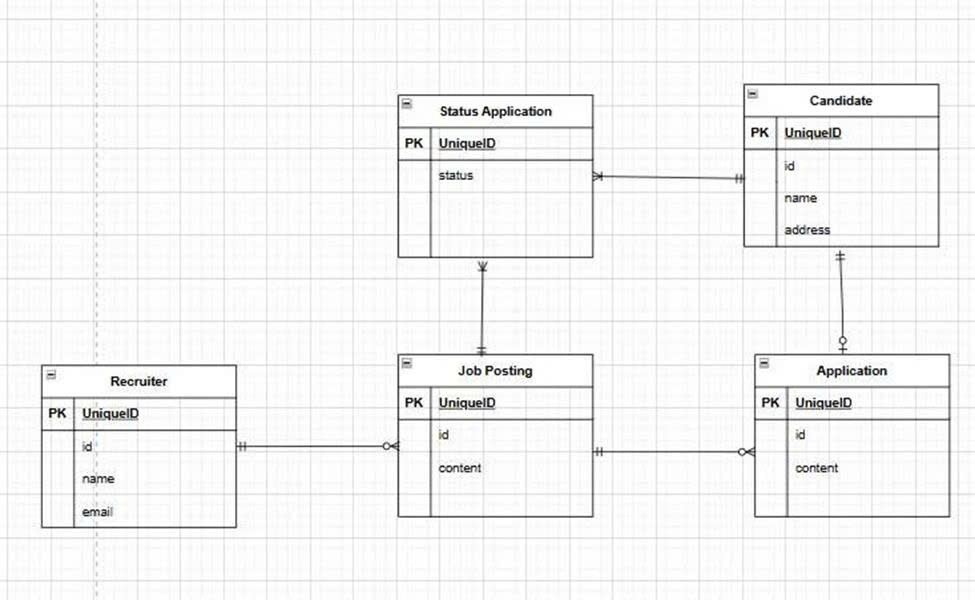 Status Application
PK UniqueID
status
Candidate
PK UniqueID
id
name
address
Recruiter
PK UniqueID
id
name
email
Job Posting
PK UniqueID
id
content
Application
PK UniqueID
id
content